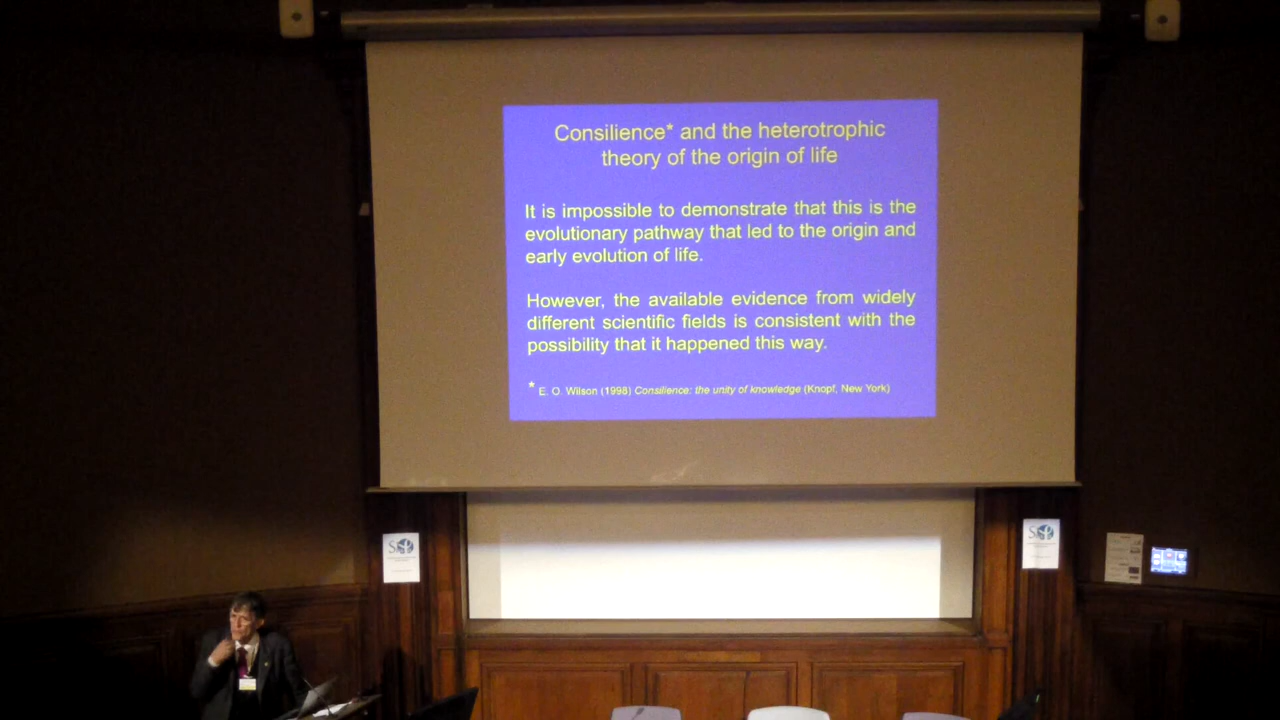 Consilience* and the heterotrophic
theory of the origin of life
It is impossible to demonstrate that this is the
evolutionary pathway that led to the origin and
early evolution of life.
However, the available evidence from widely
different scientific fields is consistent with the
possibility that it happened this way.
* E. O. Wilson (1998) Consilience: the unity of knowledge (Knopf, New York)